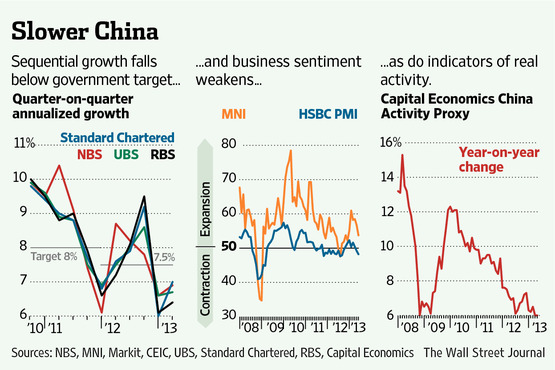 Slower China
Sequential growth falls
below government target...
Quarter-on-quarter
annualized growth
11%
Standard Chartered
NBS UBS RBS
10
9
8
Target 8%
7.5%
7
6
'10 '11 '12 '13
...and business sentiment
weakens...
MNI HSBC PMI
80
70
60
50
40
30
Expansion
Contraction
'08 '09 '10 '11 '12 '13
...as do indicators of real
activity.
Capital Economics China
Activity Proxy
16%
Year-on-year
change
14
12
10
8
6
'08 '09 '10 '11 '12 '13
Sources: NBS, MNI, Markit, CEIC, UBS, Standard Chartered, RBS, Capital Economics The Wall Street Journal